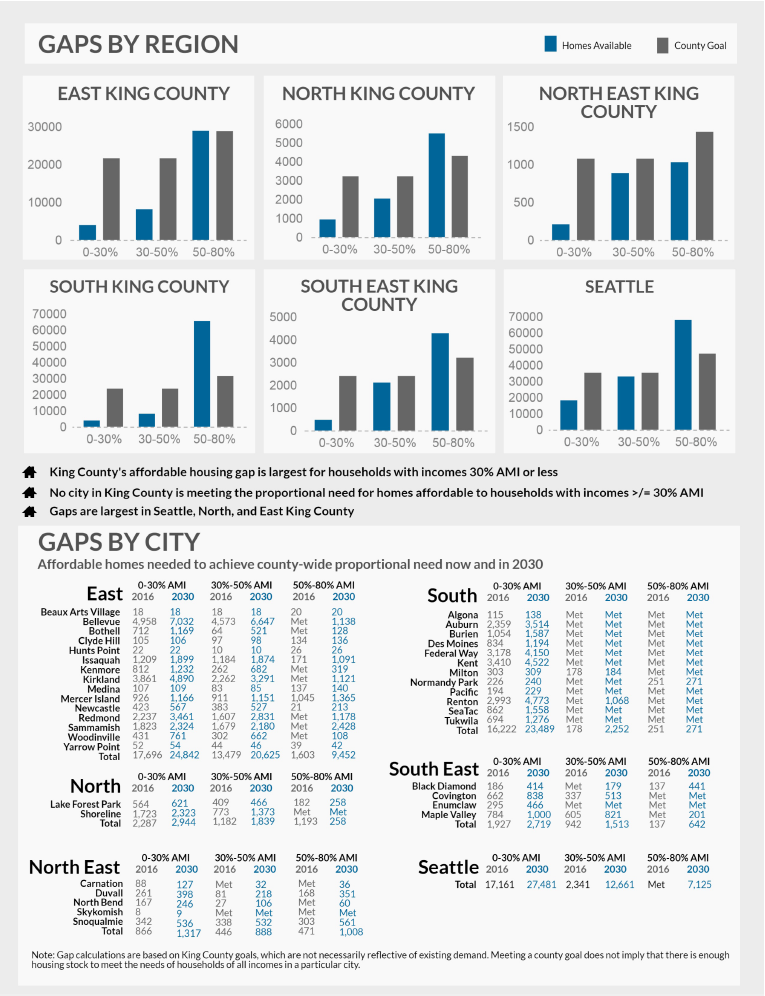 GAPS BY REGION
Homes Available
County Goal
EAST KING COUNTY
30000
20000
10000
0
0-30% 30-50% 50-80%
NORTH KING COUNTY
6000
5000
4000
3000
2000
1000
0
0-30% 30-50% 50-80%
NORTH EAST KING
COUNTY
1500
1000
500
0
0-30% 30-50% 50-80%
SOUTH KING COUNTY
70000
60000
50000
40000
30000
20000
10000
0
0-30% 30-50% 50-80%
SOUTH EAST KING
COUNTY
5000
4000
3000
2000
1000
0
0-30% 30-50% 50-80%
SEATTLE
70000
60000
50000
40000
30000
20000
10000
0
0-30% 30-50% 50-80%
King County's affordable housing gap is largest for households with incomes 30% AMI or less
No city in King County is meeting the proportional need for homes affordable to households with incomes >/= 30% AMI
Gaps are largest in Seattle, North, and East King County
GAPS BY CITY
Affordable homes needed to achieve county-wide proportional need now and in 2030
0-30% AMI 30%-50% AMI 50%-80% AMI
East 2016 2030 2016 2030 2016 2030
Beaux Arts Village 18 18 18 18 20 20
Bellevue 4,958 7,032 4,573 6,647 Met 1,138
Bothell 712 1,169 64 521 Met 128
Clyde Hill 105 106 97 98 134 136
Hunts Point 22 22 10 10 26 26
Issaquah 1,209 1,899 1,184 1,874 171 1,091
Kenmore 812 1,232 262 682 Met 319
Kirkland 3,861 4,890 2,262 3,291 Met 1,121
Medina 107 109 83 85 137 140
Mercer Island 926 1,166 911 1,151 1,045 1,365
Newcastle 423 567 383 527 21 213
Redmond 2,237 3,461 1,607 2,831 Met 1,178
Sammamish 1,823 2,324 1,679 2,180 Met 2,428
Woodinville 431 761 302 662 Met 108
Yarrow Point 52 54 44 46 39 42
Total 17,696 24,842 13,479 20,625 1,603 9,452
0-30% AMI 30%-50% AMI 50%-80% AMI
North 2016 2030 2016 2030 2016 2030
Lake Forest Park 564 621 409 466 182 258
Shoreline 1,723 2,323 773 1,373 Met Met
Total 2,287 2,944 1,182 1,839 1,193 258
0-30% AMI 30%-50% AMI 50%-80% AMI
North East 2016 2030 2016 2030 2016 2030
Carnation 88 127 Met 32 Met 36
Duvall 261 398 81 218 168 351
North Bend 167 246 27 106 Met 60
Skykomish 8 9 Met Met Met Met
Snoqualmie 342 536 338 532 303 561
Total 866 1,317 446 888 471 1,008
0-30% AMI 30%-50% AMI 50%-80% AMI
South 2016 2030 2016 2030 2016 2030
Algona 115 138 Met Met Met Met
Auburn 2,359 3,514 Met Met Met Met
Burien 1,054 1,587 Met Met Met Met
Des Moines 834 1,194 Met Met Met Met
Federal Way 3,178 4,150 Met Met Met Met
Kent 3,410 4,522 Met Met Met Met
Milton 303 309 178 184 Met Met
Normandy Park 226 240 Met Met 251 271
Pacific 194 229 Met Met Met Met
Renton 2,993 4,773 Met 1,068 Met Met
SeaTac 862 1,558 Met Met Met Met
Tukwila 694 1,276 Met Met Met Met
Total 16,222 23,489 178 2,252 251 271
0-30% AMI 30%-50% AMI 50%-80% AMI
South East 2016 2030 2016 2030 2016 2030
Black Diamond 186 414 Met 179 137 441
Covington 662 838 337 513 Met Met
Enumclaw 295 466 Met Met Met Met
Maple Valley 784 1,000 605 821 Met 201
Total 1,927 2,719 942 1,513 137 642
0-30% AMI 30%-50% AMI 50%-80% AMI
Seattle 2016 2030 2016 2030 2016 2030
Total 17,161 27,481 2,341 12,661 Met 7,125
Note: Gap calculations are based on King County goals, which are not necessarily reflective of existing demand. Meeting a county goal does not imply that there is enough
housing stock to meet the needs of households of all incomes in a particular city.